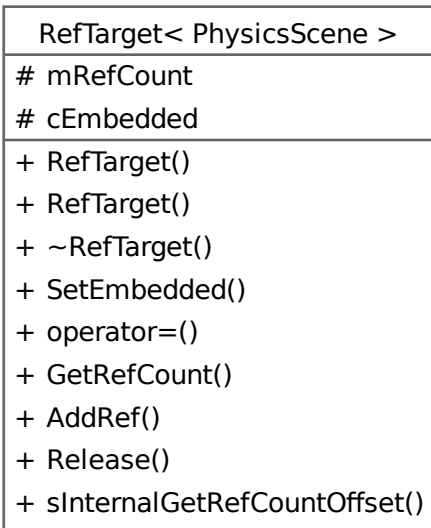 RefTarget< PhysicsScene >
# mRefCount
# cEmbedded
+ RefTarget()
+ RefTarget()
+ ~RefTarget()
+ SetEmbedded()
+ operator=()
+ GetRefCount()
+ AddRef()
+ Release()
+ sInternalGetRefCountOffset()